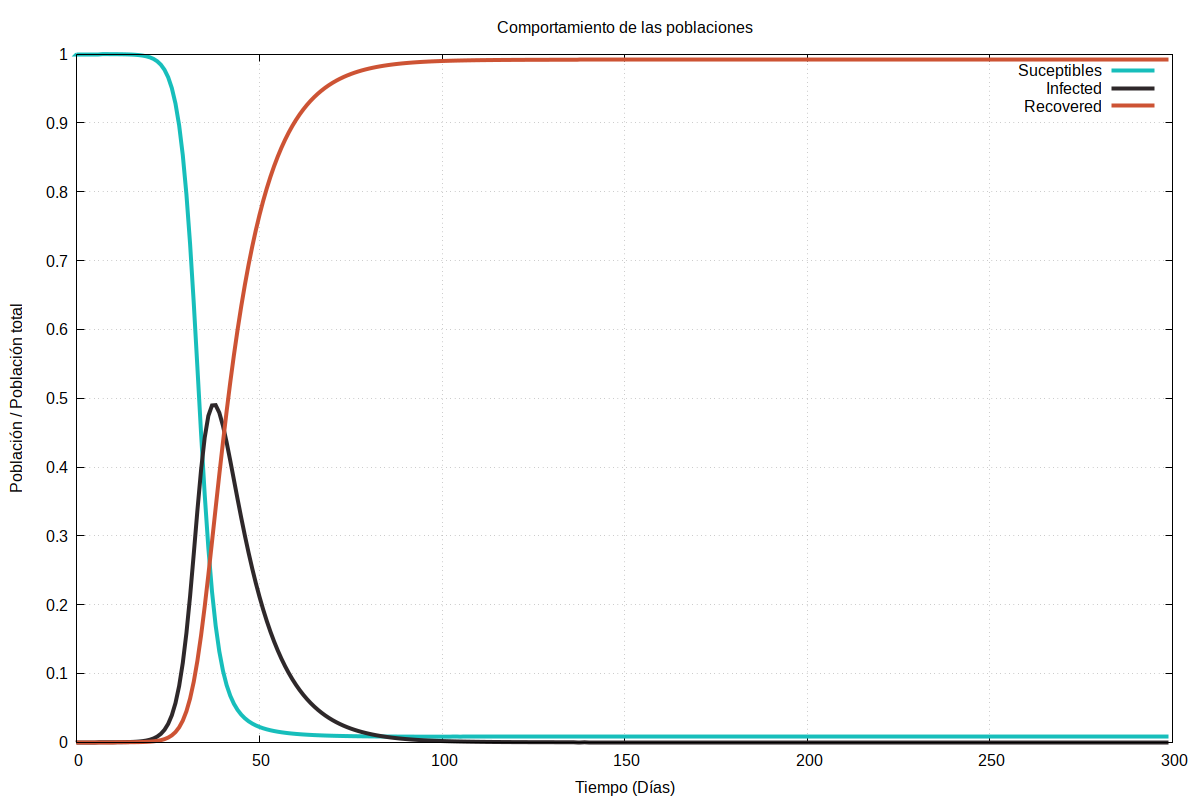 Comportamiento de las poblaciones
1
0.9
0.8
0.7
0.6
0.5
0.4
0.3
0.2
0.1
0
Población / Población total
Suceptibles
Infected
Recovered
0 50 100 150 200 250 300
Tiempo (Días)